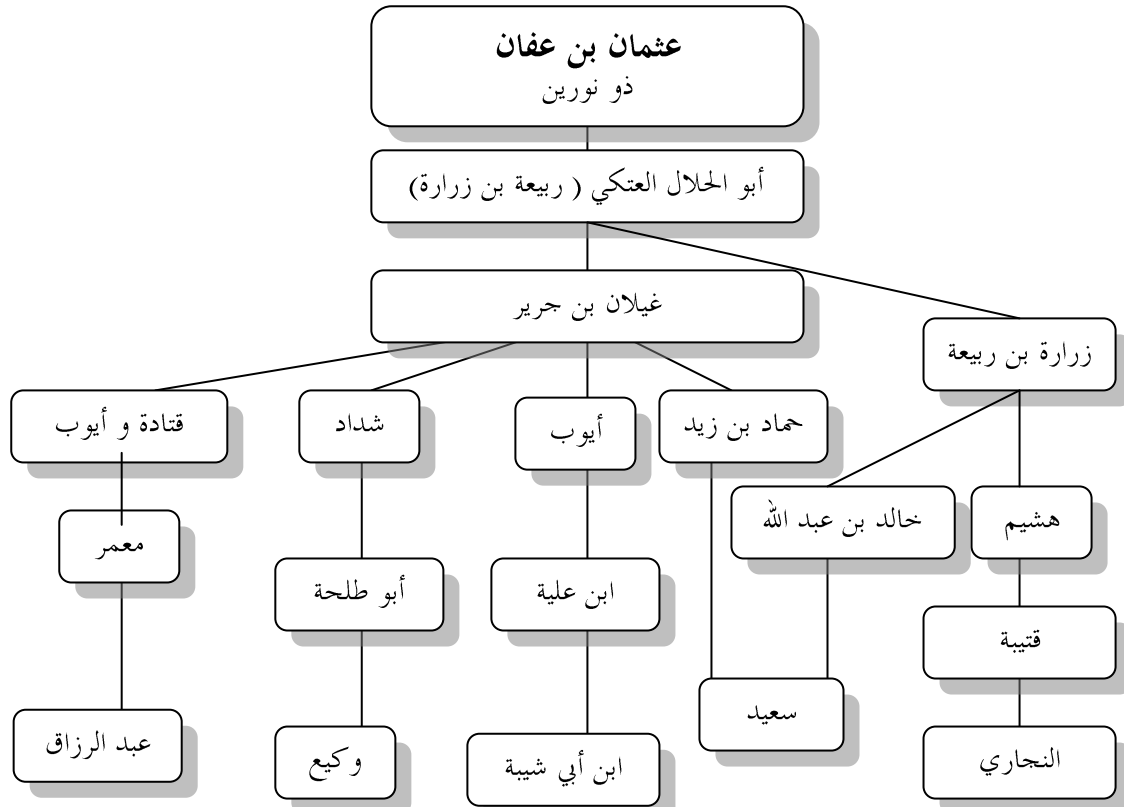 عثمان بن عفان
ذو نورين
أبو الحلال العتكي ( ربيعة بن زرارة)
غيلان بن جرير
زرارة بن ربيعة
حماد بن زيد
أيوب
شداد
قتادة و أيوب
هشيم
خالد بن عبد الله
معمر
ابن علية
أبو طلحة
قتيبة
سعيد
عبد الرزاق
النجاري
ابن أبي شيبة
وكيع